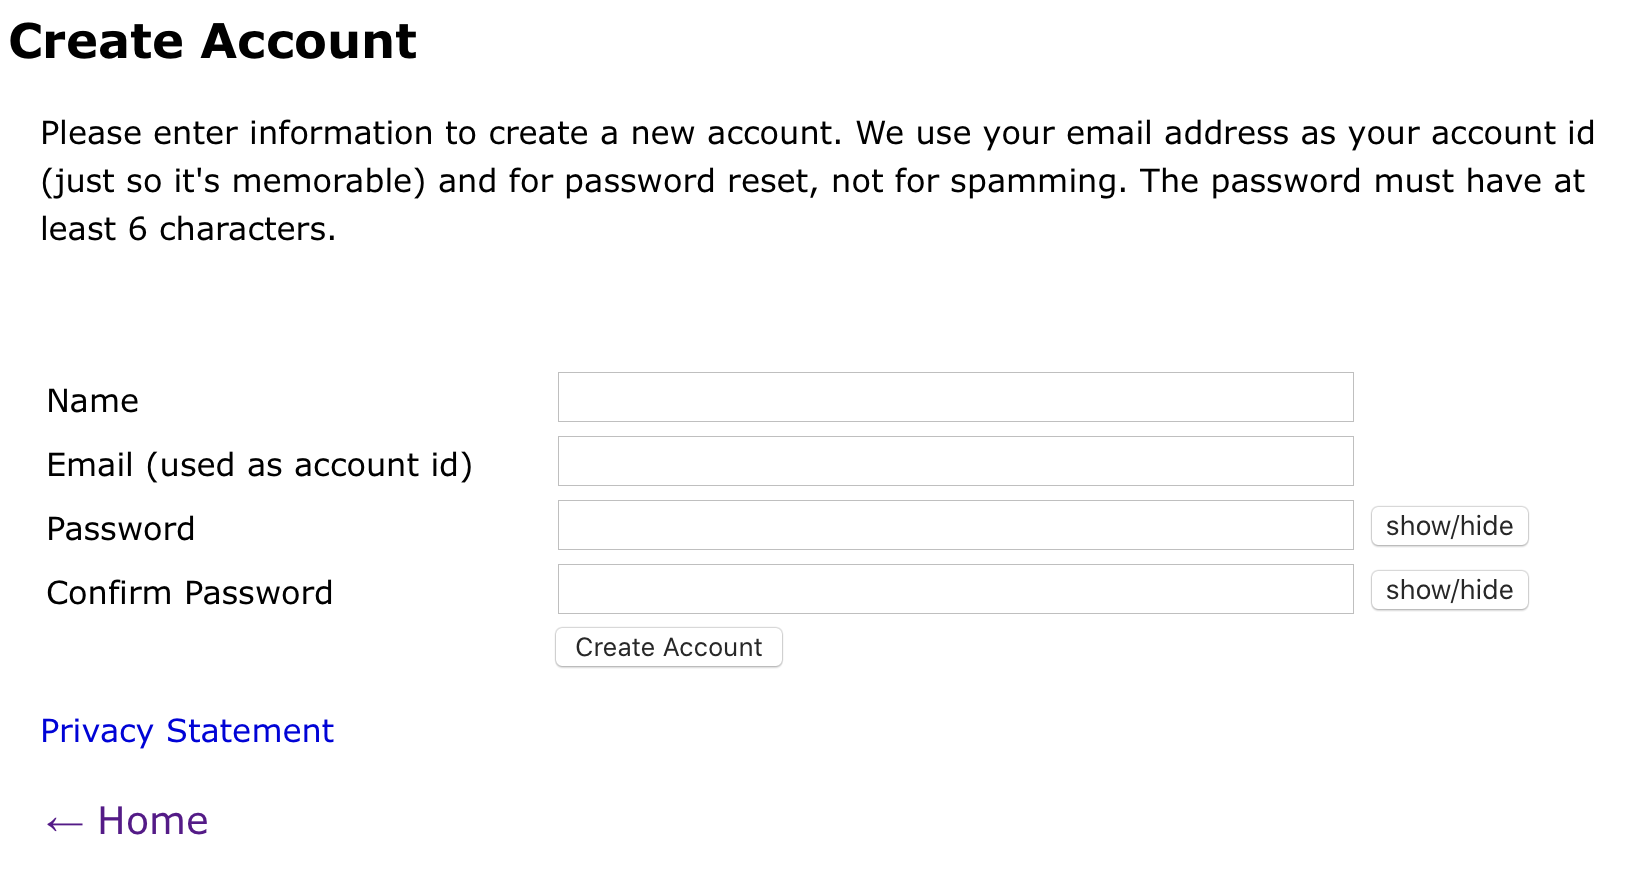 Create Account
Please enter information to create a new account. We use your email address as your account id
(just so it's memorable) and for password reset, not for spamming. The password must have at
least 6 characters.
Name
Email (used as account id)
Password show/hide
Confirm Password show/hide
Create Account
Privacy Statement
← Home